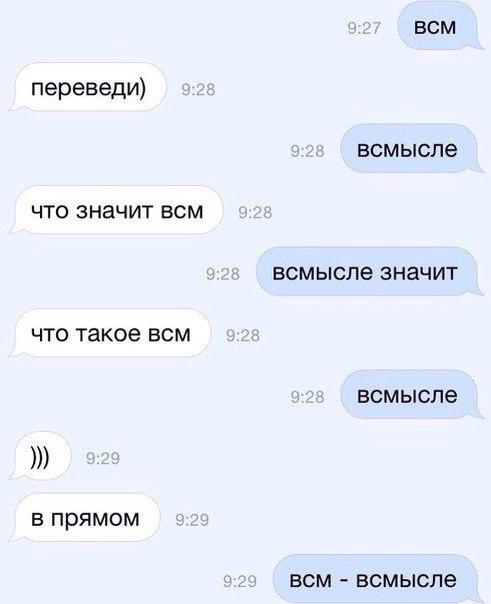 9:27 всм
переведи) 9:28
9:28 всмысле
что значит всм 9:28
9:28 всмысле значит
что такое всм 9:28
9:28 всмысле
))) 9:29
в прямом 9:29
9:29 всм - всмысле